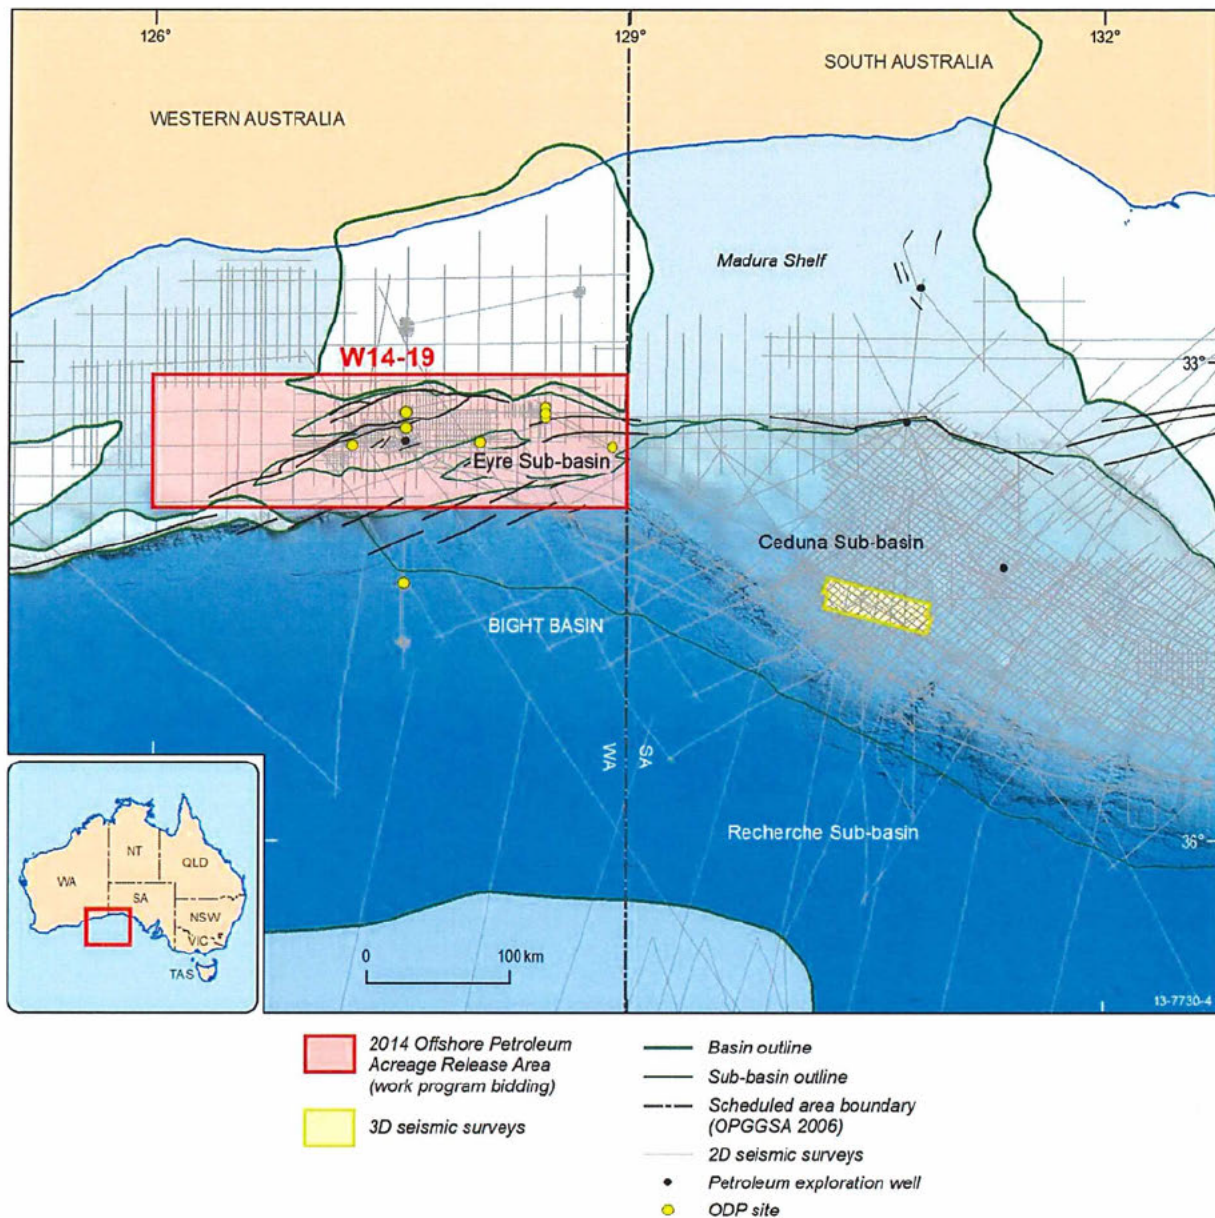 126°
129°
132°
SOUTH AUSTRALIA
WESTERN AUSTRALIA
Madura Shelf
W14-19
33°
Eyre Sub-basin
Ceduna Sub-basin
BIGHT BASIN
WA
SA
Recherche Sub-basin
36°
NT
QLD
WA
SA
NSW
VIC
TAS
0
100 km
13-7730-4
2014 Offshore Petroleum
Acreage Release Area
(work program bidding)
3D seismic surveys
Basin outline
Sub-basin outline
Scheduled area boundary
(OPGGSA 2006)
2D seismic surveys
Petroleum exploration well
ODP site